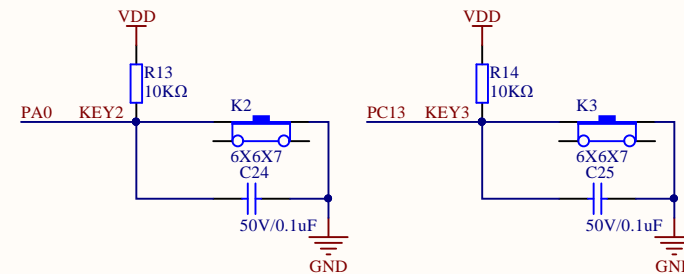 VDD
R13
10KΩ
PA0 KEY2
K2
6X6X7
C24
50V/0.1uF
GND
VDD
R14
10KΩ
PC13 KEY3
K3
6X6X7
C25
50V/0.1uF
GND